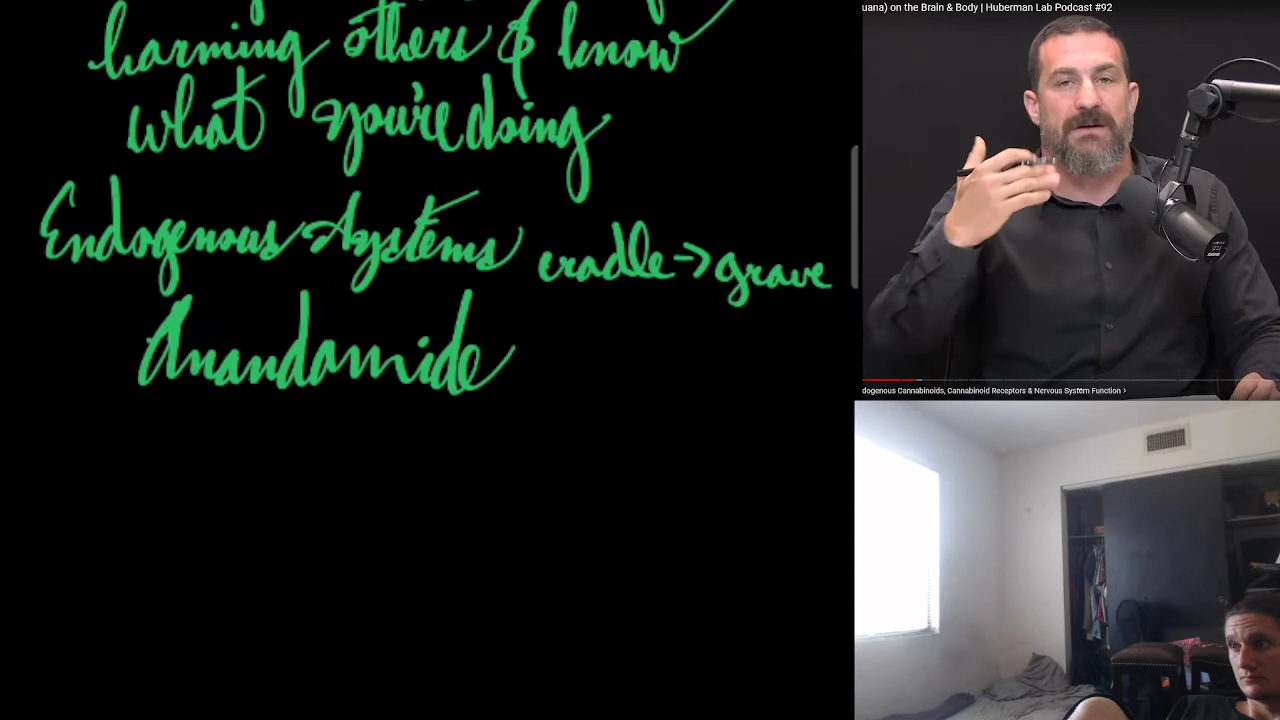 harming others & know
what you're doing
Endogenous Systems cradle → grave
Anandamide
uana) on the Brain & Body | Huberman Lab Podcast #92
dogenous Cannabinoids, Cannabinoid Receptors & Nervous System Function >